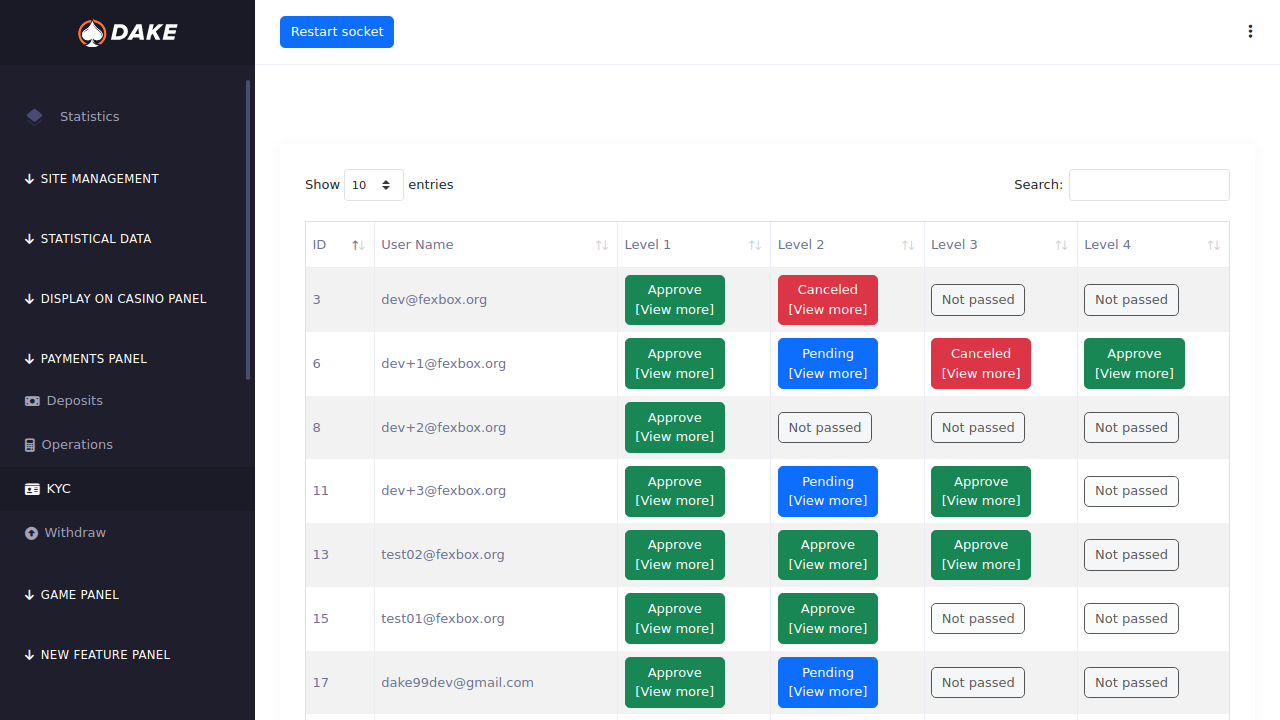 DAKE
Restart socket
Statistics
SITE MANAGEMENT
STATISTICAL DATA
DISPLAY ON CASINO PANEL
PAYMENTS PANEL
Deposits
Operations
KYC
Withdraw
GAME PANEL
NEW FEATURE PANEL
Show 10 entries
Search:
ID User Name Level 1 Level 2 Level 3 Level 4
3 dev@fexbox.org Approve [View more] Canceled [View more] Not passed Not passed
6 dev+1@fexbox.org Approve [View more] Pending [View more] Canceled [View more] Approve [View more]
8 dev+2@fexbox.org Approve [View more] Not passed Not passed Not passed
11 dev+3@fexbox.org Approve [View more] Pending [View more] Approve [View more] Not passed
13 test02@fexbox.org Approve [View more] Approve [View more] Approve [View more] Not passed
15 test01@fexbox.org Approve [View more] Approve [View more] Not passed Not passed
17 dake99dev@gmail.com Approve [View more] Pending [View more] Not passed Not passed